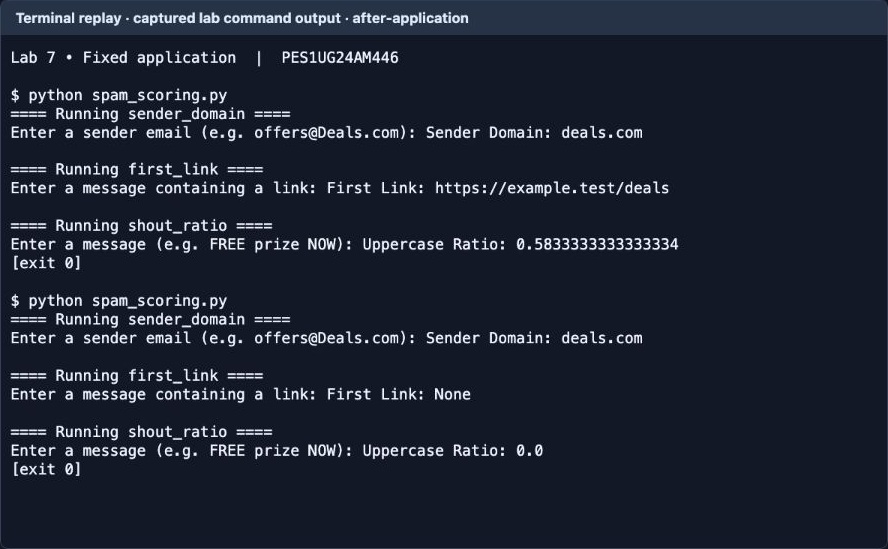 Terminal replay · captured lab command output · after-application
Lab 7 • Fixed application | PES1UG24AM446
$ python spam_scoring.py
==== Running sender_domain ====
Enter a sender email (e.g. offers@Deals.com): Sender Domain: deals.com
==== Running first_link ====
Enter a message containing a link: First Link: https://example.test/deals
==== Running shout_ratio ====
Enter a message (e.g. FREE prize NOW): Uppercase Ratio: 0.5833333333333334
[exit 0]
$ python spam_scoring.py
==== Running sender_domain ====
Enter a sender email (e.g. offers@Deals.com): Sender Domain: deals.com
==== Running first_link ====
Enter a message containing a link: First Link: None
==== Running shout_ratio ====
Enter a message (e.g. FREE prize NOW): Uppercase Ratio: 0.0
[exit 0]